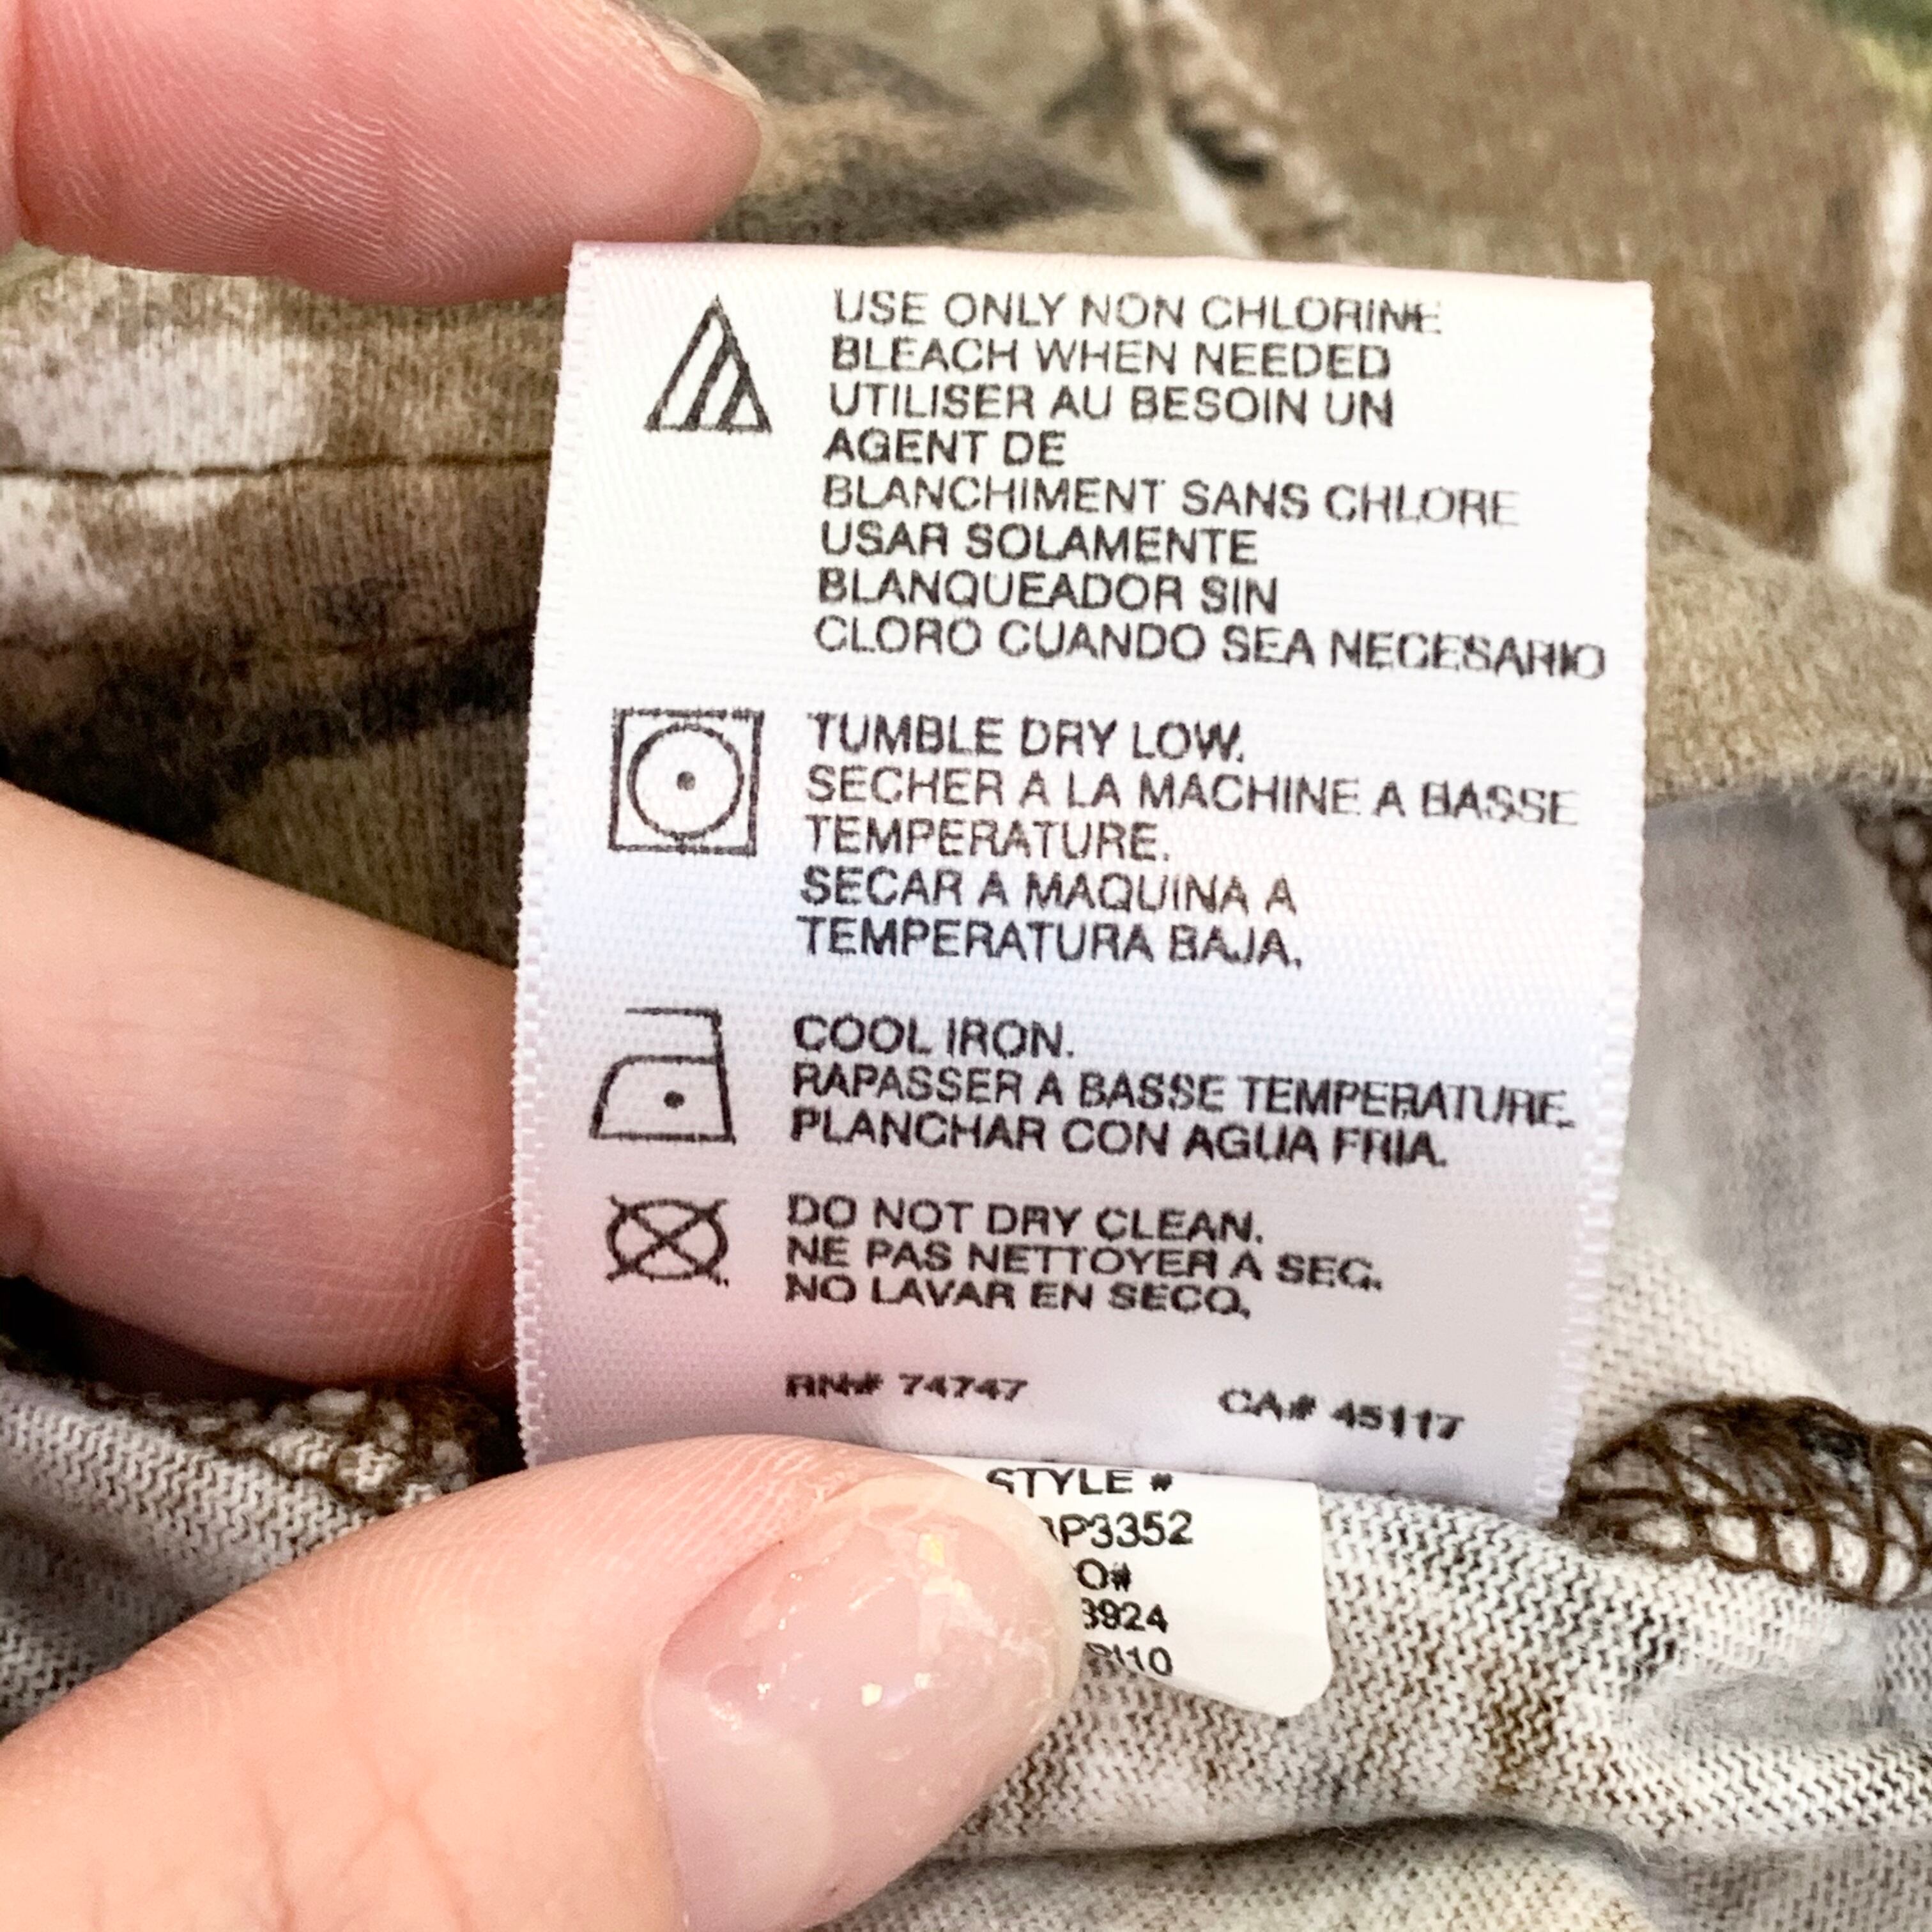 USE ONLY NON CHLORINE
BLEACH WHEN NEEDED
UTILISER AU BESOIN UN
AGENT DE
BLANCHIMENT SANS CHLORE
USAR SOLAMENTE
BLANQUEADOR SIN
CLORO CUANDO SEA NECESARIO
TUMBLE DRY LOW.
SECHER A LA MACHINE A BASSE
TEMPERATURE.
SECAR A MAQUINA A
TEMPERATURA BAJA.
COOL IRON.
RAPASSER A BASSE TEMPERATURE.
PLANCHAR CON AGUA FRIA.
DO NOT DRY CLEAN.
NE PAS NETTOYER A SEC.
NO LAVAR EN SECO.
RN# 74747 CA# 45117
STYLE #